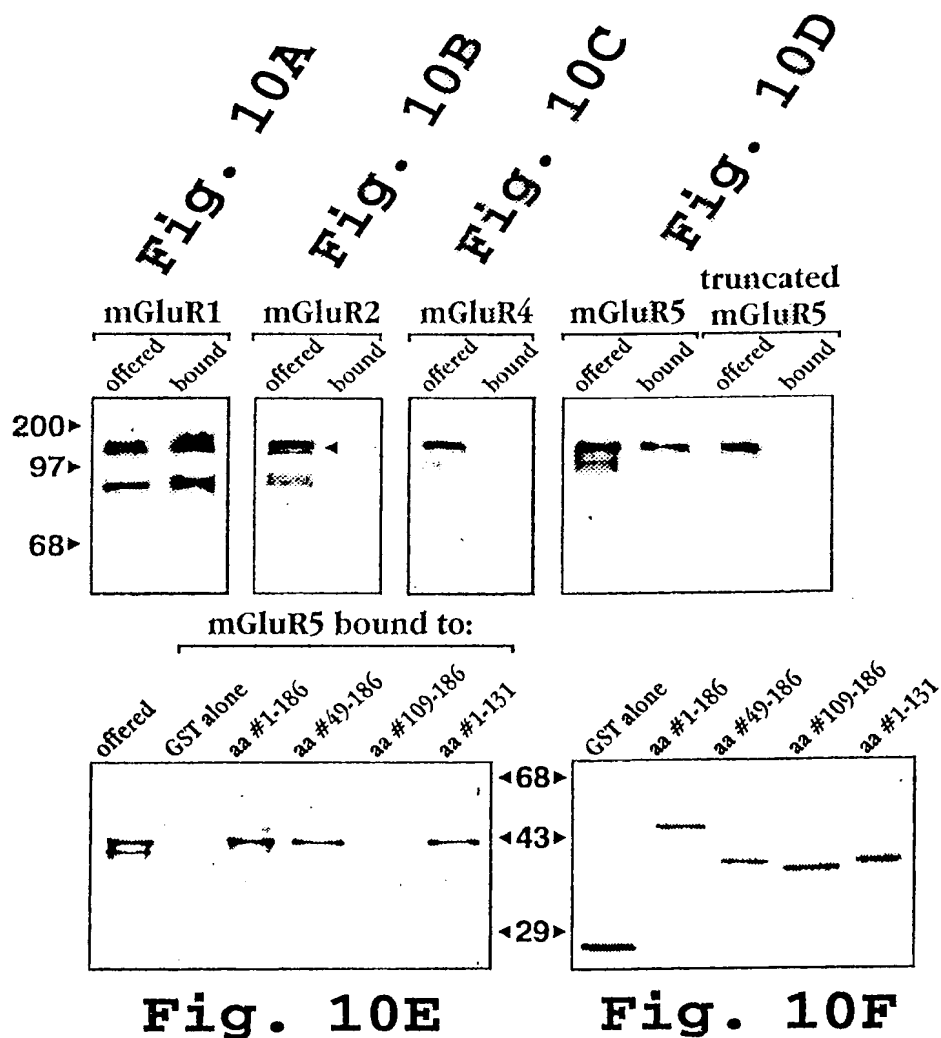 Fig. 10A
Fig. 10B
Fig. 10C
Fig. 10D
mGluR1
mGluR2
mGluR4
mGluR5
truncated
mGluR5
offered
bound
offered
bound
offered
bound
offered
bound
offered
bound
200►
97►
68►
mGluR5 bound to:
offered
GST alone
aa #1-186
aa #49-186
aa #109-186
aa #1-131
GST alone
aa #1-186
aa #49-186
aa #109-186
aa #1-131
◄68►
◄43►
◄29►
Fig. 10E
Fig. 10F